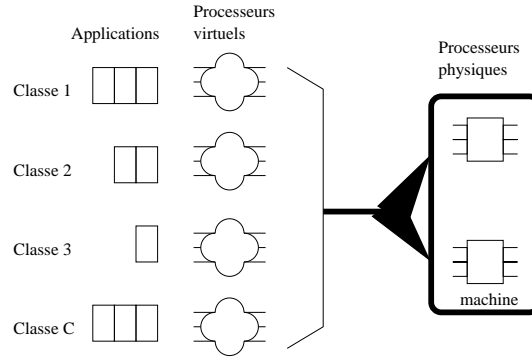 Applications
Processeurs
virtuels
Processeurs
physiques
Classe 1
Classe 2
Classe 3
Classe C
machine